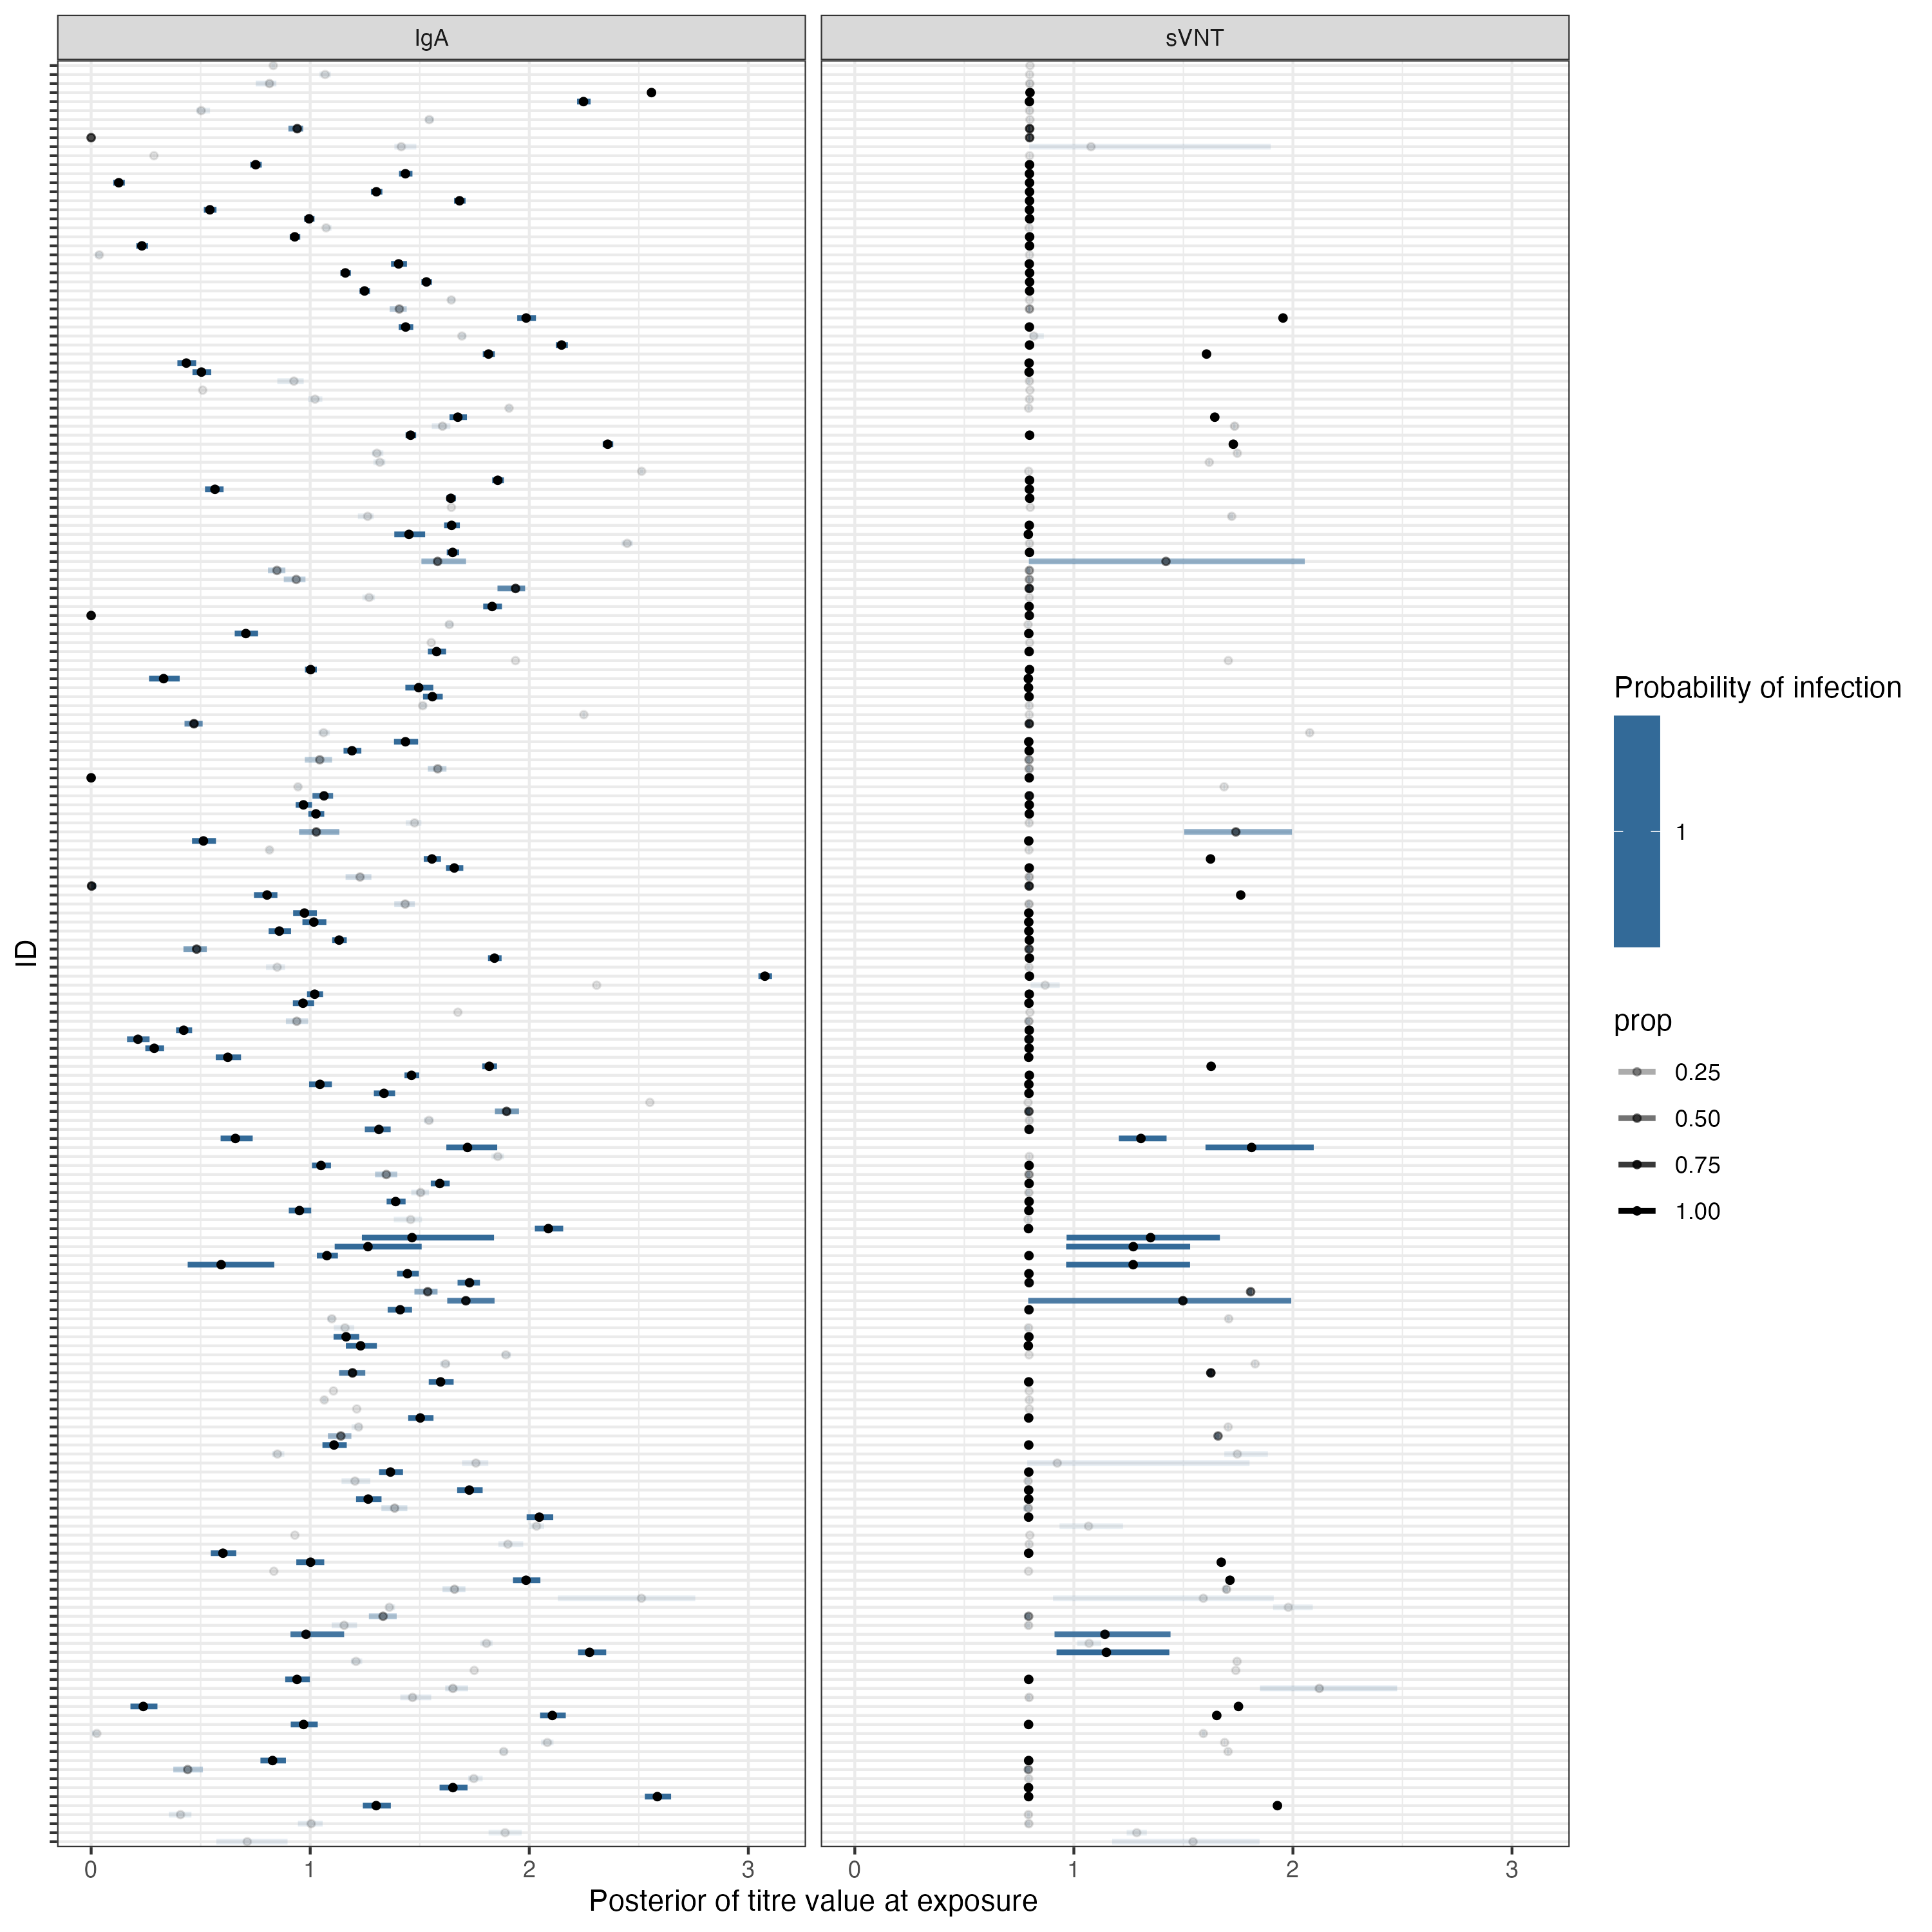 IgA
sVNT
ID
0
1
2
3
0
1
2
3
Posterior of titre value at exposure
Probability of infection
1
prop
0.25
0.50
0.75
1.00